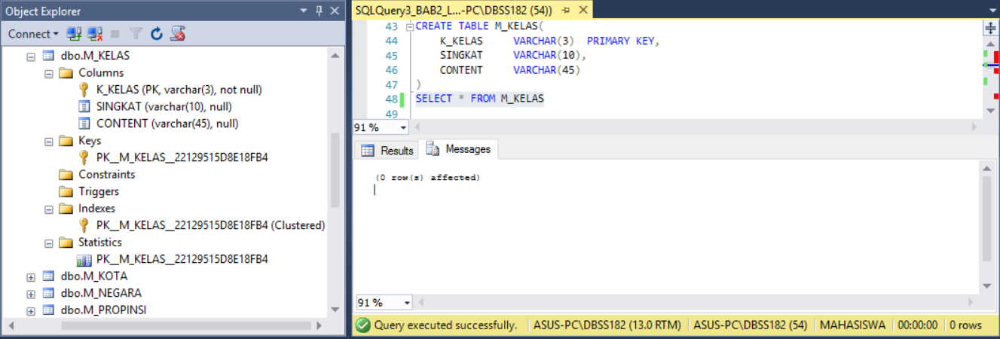 Object Explorer
Connect
dbo.M_KELAS
Columns
K_KELAS (PK, varchar(3), not null)
SINGKAT (varchar(10), null)
CONTENT (varchar(45), null)
Keys
PK__M_KELAS__22129515D8E18FB4
Constraints
Triggers
Indexes
PK__M_KELAS__22129515D8E18FB4 (Clustered)
Statistics
PK__M_KELAS__22129515D8E18FB4
dbo.M_KOTA
dbo.M_NEGARA
dbo.M_PROPINSI
SQLQuery3_BAB2_L...-PC\DBSS182 (54))
43 CREATE TABLE M_KELAS(
44 K_KELAS VARCHAR(3) PRIMARY KEY,
45 SINGKAT VARCHAR(10),
46 CONTENT VARCHAR(45)
47 )
48 SELECT * FROM M_KELAS
49
91 %
Results Messages
(0 row(s) affected)
91 %
Query executed successfully. ASUS-PC\DBSS182 (13.0 RTM) ASUS-PC\DBSS182 (54) MAHASISWA 00:00:00 0 rows